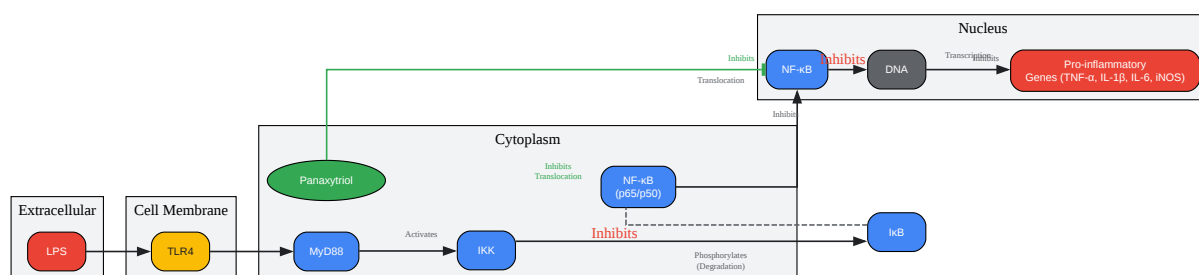 Nucleus
Inhibits
NF-κB
Inhibits
DNA
Transcription
Inhibits
Pro-inflammatory
Genes (TNF-α, IL-1β, IL-6, iNOS)
Translocation
Inhibits
Cytoplasm
Panaxytriol
Inhibits
Translocation
NF-κB
(p65/p50)
Extracellular
Cell Membrane
LPS
TLR4
MyD88
Activates
IKK
Inhibits
IκB
Phosphorylates
(Degradation)